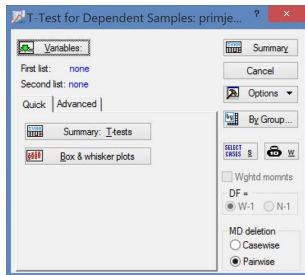 T-Test for Dependent Samples: primje... ? ×
Variables:
First list: none
Second list: none
Quick Advanced
Summary: T-tests
Box & whisker plots
Summary
Cancel
Options
By Group...
SELECT CASES S W
Wghtd momnts
DF =
W-1 N-1
MD deletion
Casewise
Pairwise